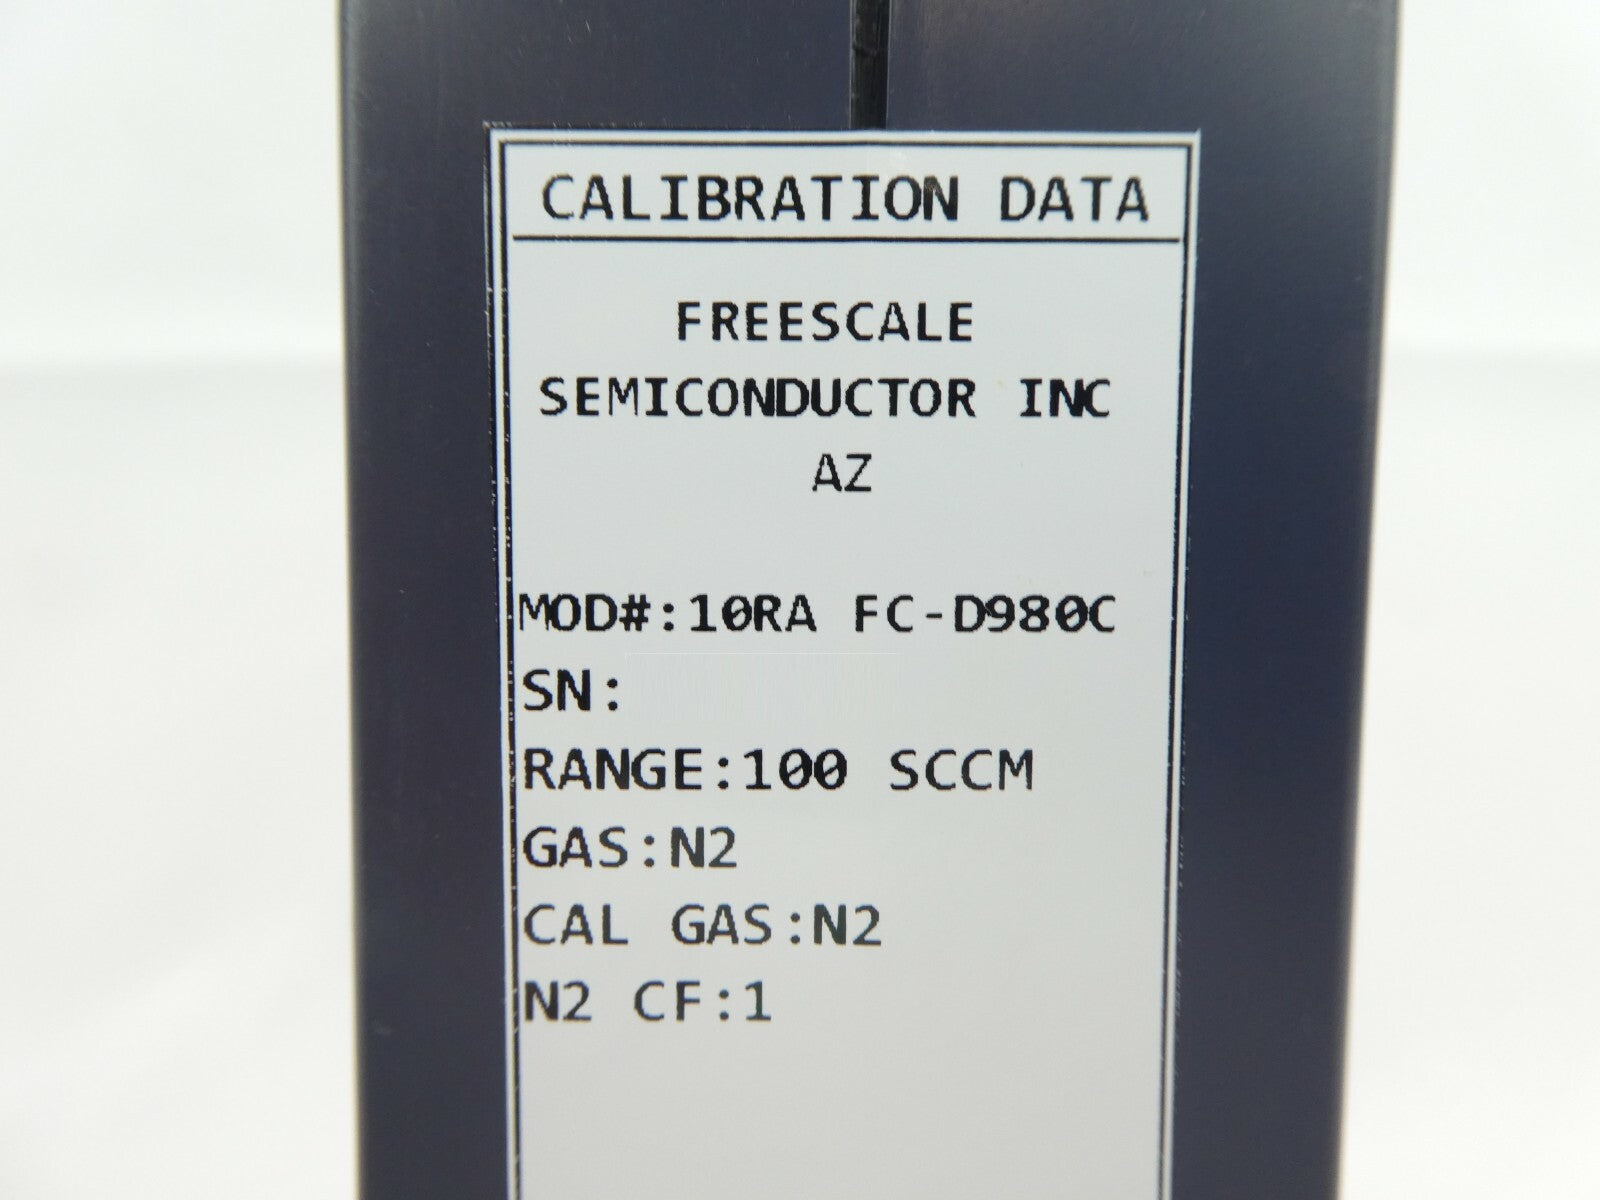 CALIBRATION DATA
FREESCALE
SEMICONDUCTOR INC
AZ
MOD#:10RA FC-D980C
SN:
RANGE:100 SCCM
GAS:N2
CAL GAS:N2
N2 CF:1